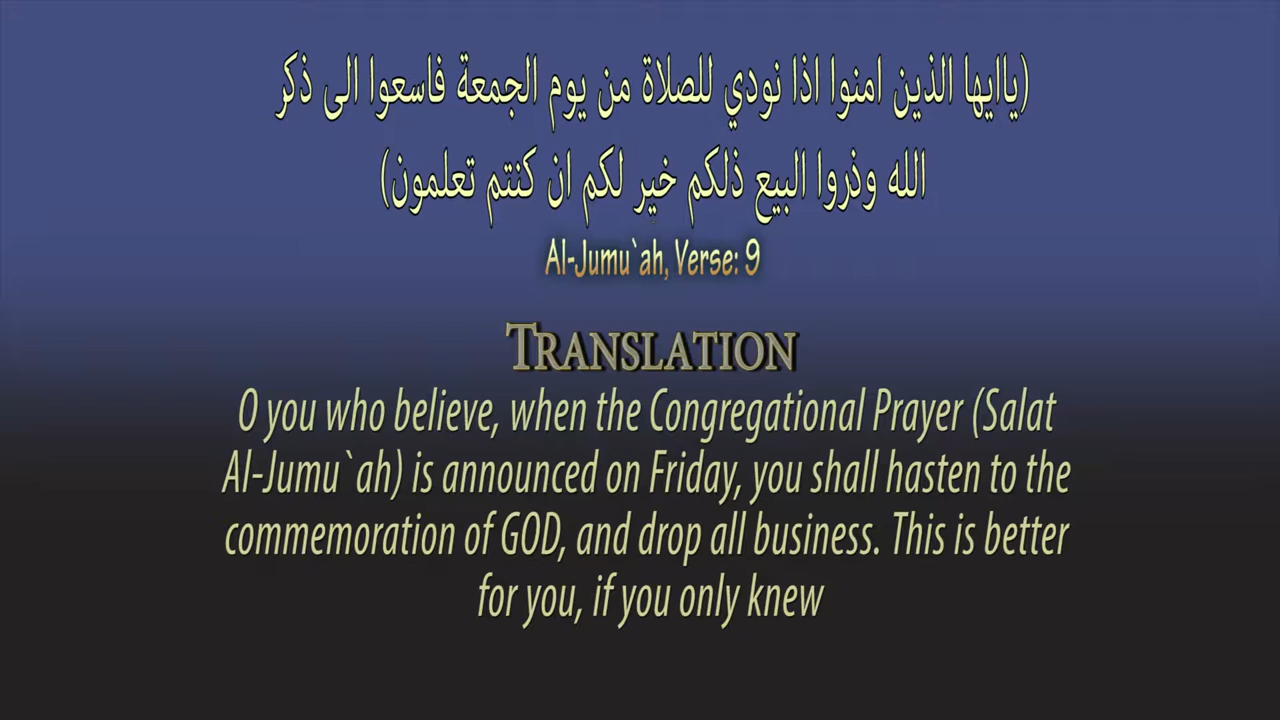 (ياايها الذين امنوا اذا نودي للصلاة من يوم الجمعة فاسعوا الى ذكر
الله وذروا البيع ذلكم خير لكم ان كنتم تعلمون)
Al-Jumu`ah, Verse: 9
TRANSLATION
O you who believe, when the Congregational Prayer (Salat
Al-Jumu`ah) is announced on Friday, you shall hasten to the
commemoration of GOD, and drop all business. This is better
for you, if you only knew